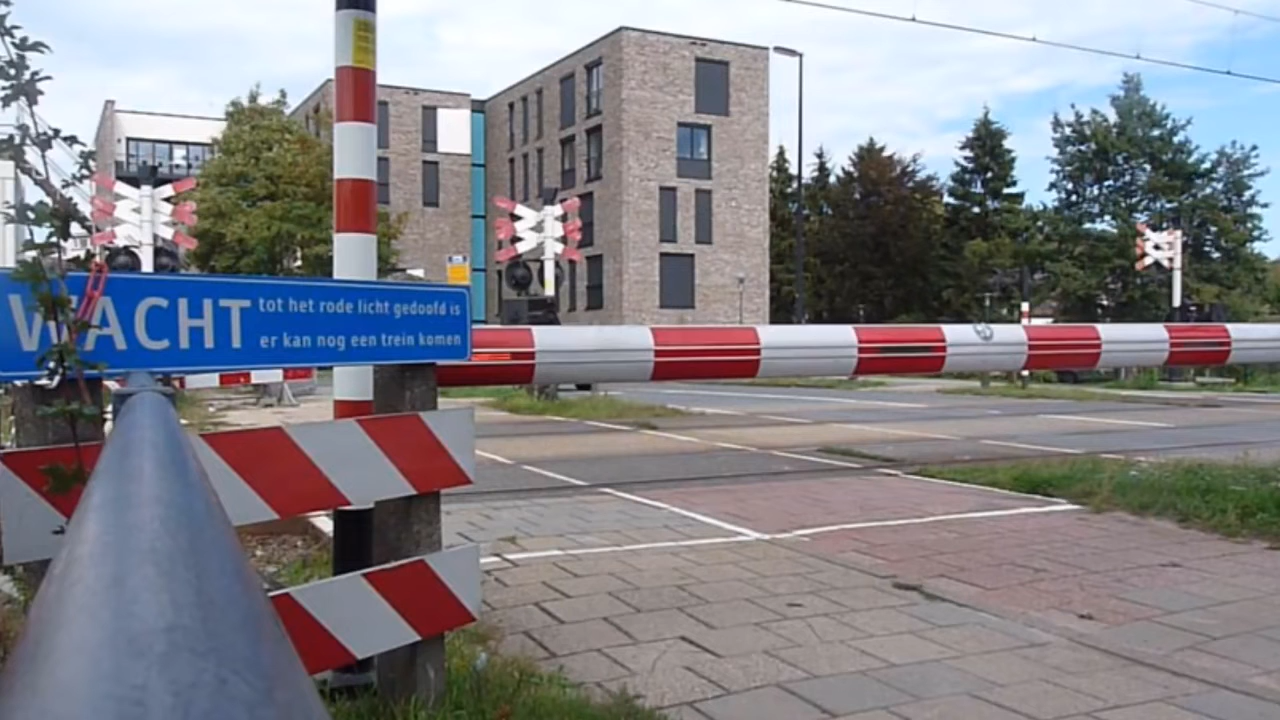 WACHT
tot het rode licht gedoofd is
er kan nog een trein komen